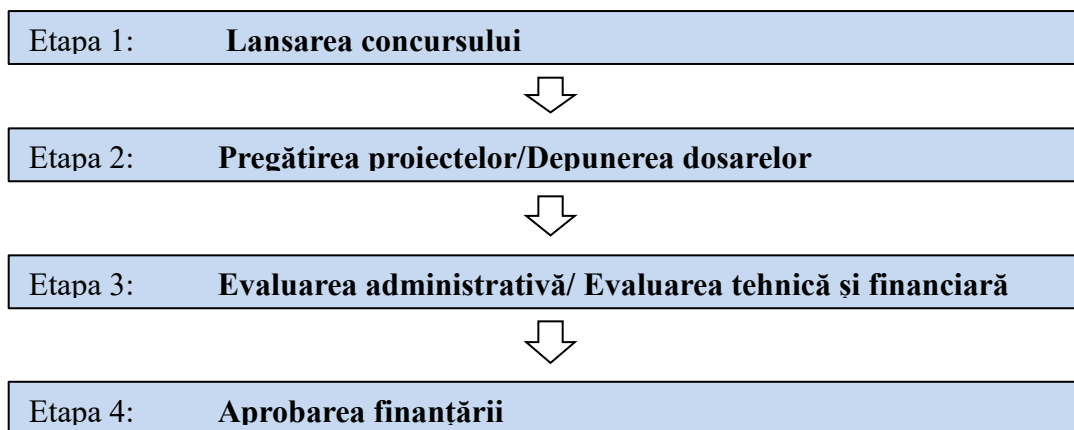 Etapa 1: Lansarea concursului
Etapa 2: Pregătirea proiectelor/Depunerea dosarelor
Etapa 3: Evaluarea administrativă/ Evaluarea tehnică și financiară
Etapa 4: Aprobarea finanțării